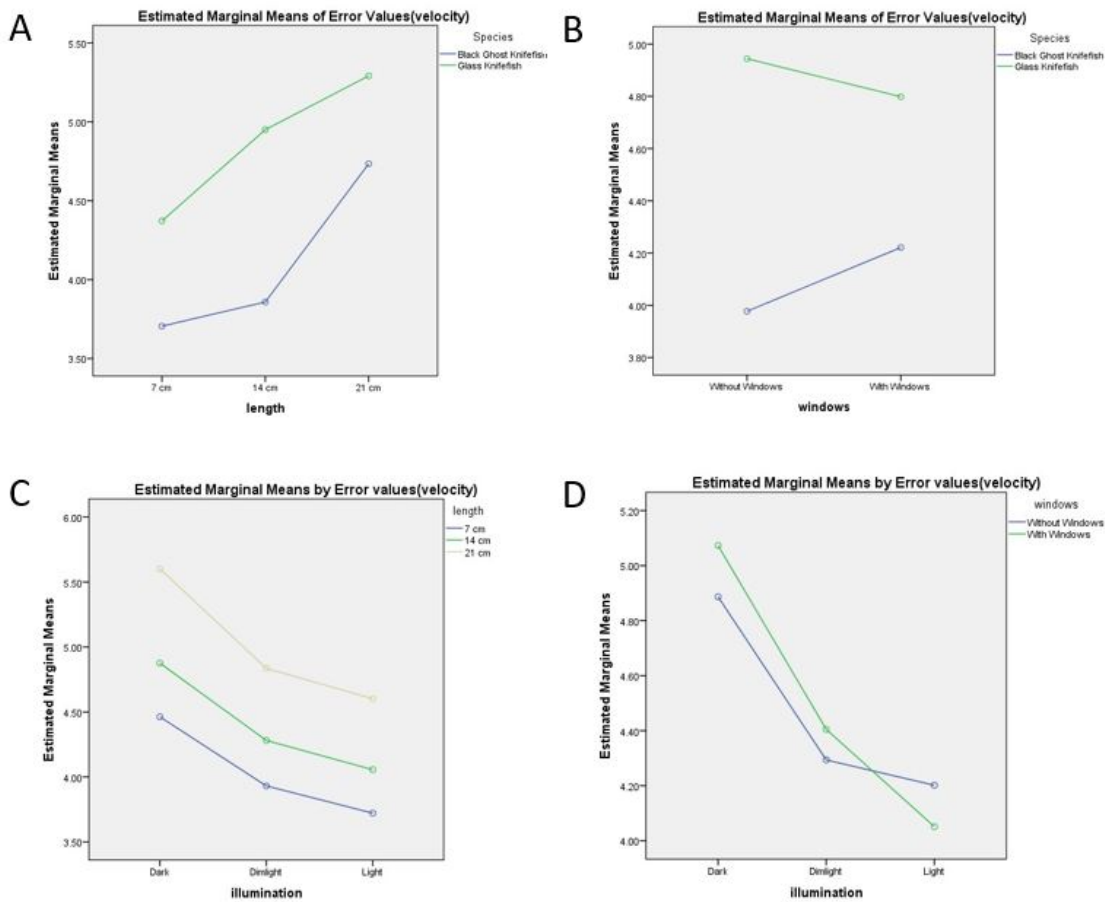 A
Estimated Marginal Means of Error Values(velocity)
Species
Black Ghost Knifefish
Glass Knifefish
5.50
5.00
4.50
4.00
3.50
Estimated Marginal Means
7 cm
14 cm
21 cm
length
B
Estimated Marginal Means of Error Values(velocity)
Species
Black Ghost Knifefish
Glass Knifefish
5.00
4.80
4.60
4.40
4.20
4.00
3.80
Estimated Marginal Means
Without Windows
With Windows
windows
C
Estimated Marginal Means by Error values(velocity)
length
7 cm
14 cm
21 cm
6.00
5.50
5.00
4.50
4.00
3.50
Estimated Marginal Means
Dark
Dimlight
Light
illumination
D
Estimated Marginal Means by Error values(velocity)
windows
Without Windows
With Windows
5.20
5.00
4.80
4.60
4.40
4.20
4.00
Estimated Marginal Means
Dark
Dimlight
Light
illumination